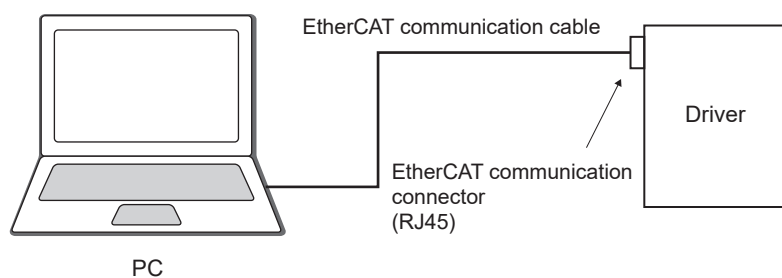 EtherCAT communication cable
Driver
EtherCAT communication
connector
(RJ45)
PC